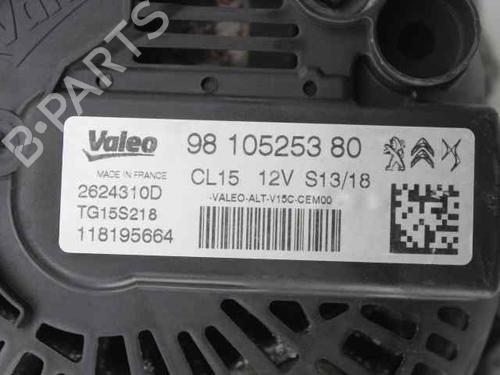 Valeo
98 105253 80
MADE IN FRANCE
CL15 12V S13/18
2624310D
-VALEO-ALT-V15C-CEM00
TG15S218
118195664
B-PARTS